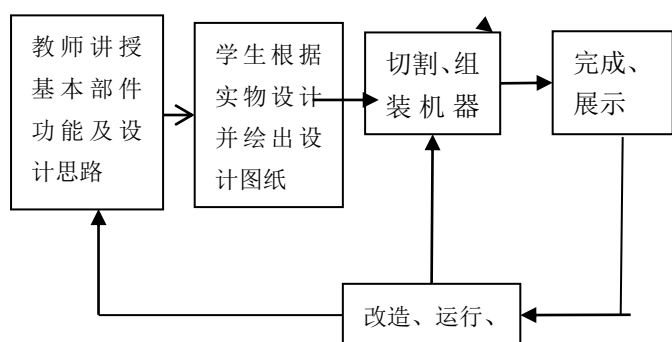 教师讲授
基本部件
功能及设
计思路
学生根据
实物设计
并绘出设
计图纸
切割、组
装机器
完成、
展示
改造、运行、